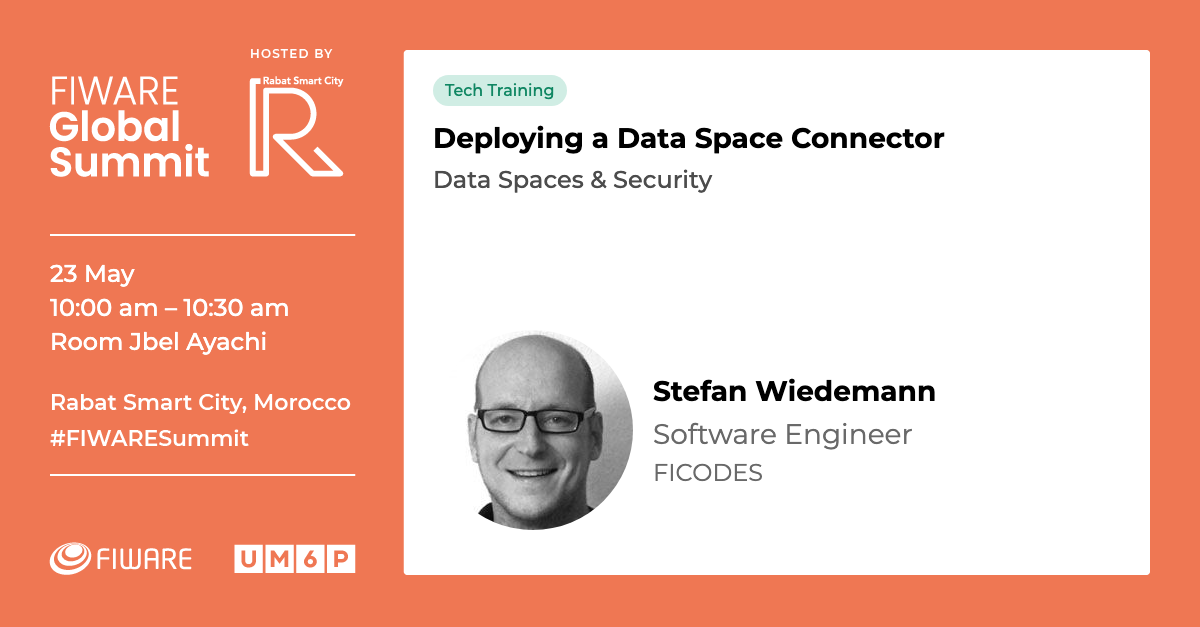 HOSTED BY
FIWARE
Global
Summit
Rabat Smart City
R
23 May
10:00 am – 10:30 am
Room Jbel Ayachi
Rabat Smart City, Morocco
#FIWARESummit
FIWARE
UM6P
Tech Training
Deploying a Data Space Connector
Data Spaces & Security
Stefan Wiedemann
Software Engineer
FICODES